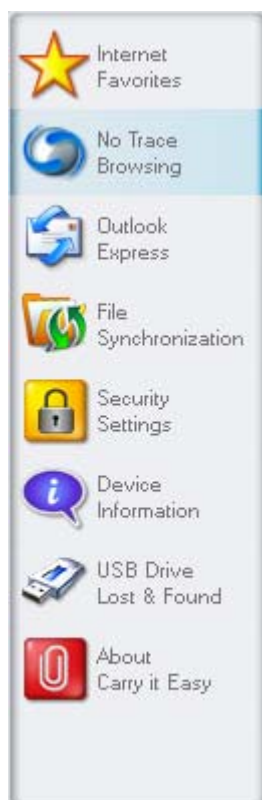 Internet
Favorites
No Trace
Browsing
Outlook
Express
File
Synchronization
Security
Settings
Device
Information
USB Drive
Lost & Found
About
Carry it Easy